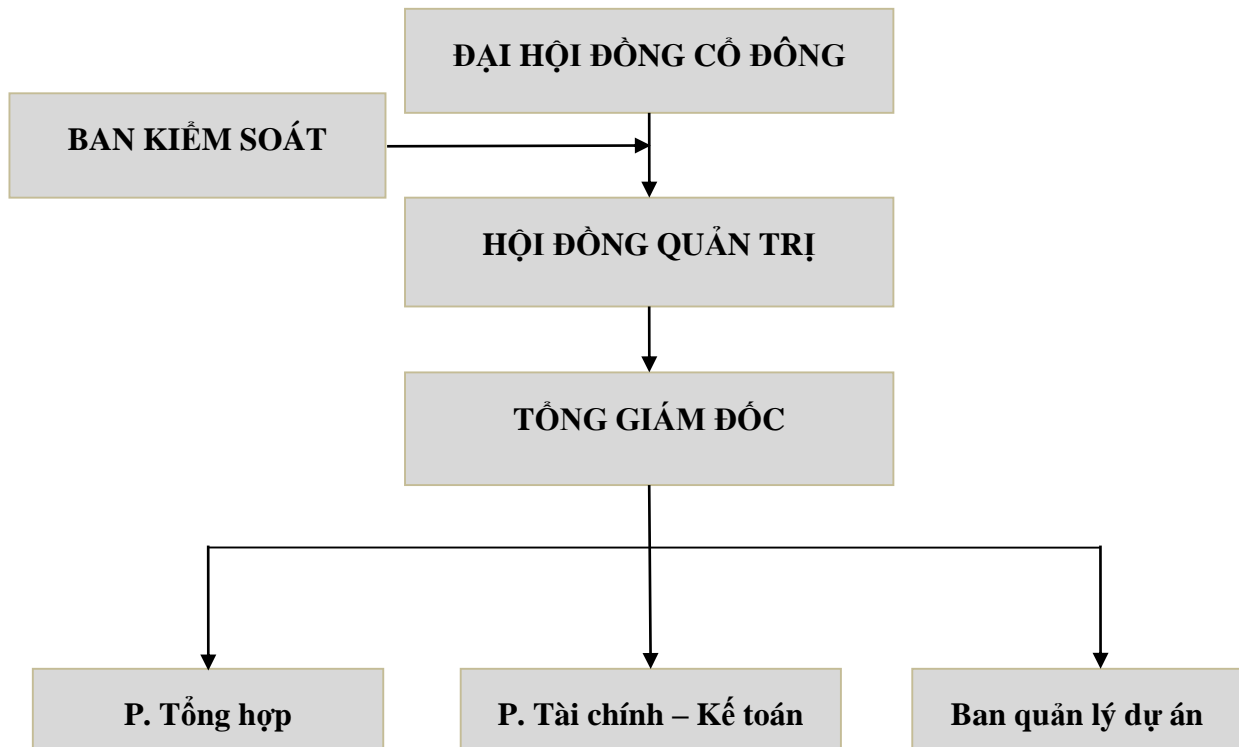 ĐẠI HỘI ĐỒNG CỔ ĐÔNG
BAN KIỂM SOÁT
HỘI ĐỒNG QUẢN TRỊ
TỔNG GIÁM ĐỐC
P. Tổng hợp
P. Tài chính – Kế toán
Ban quản lý dự án